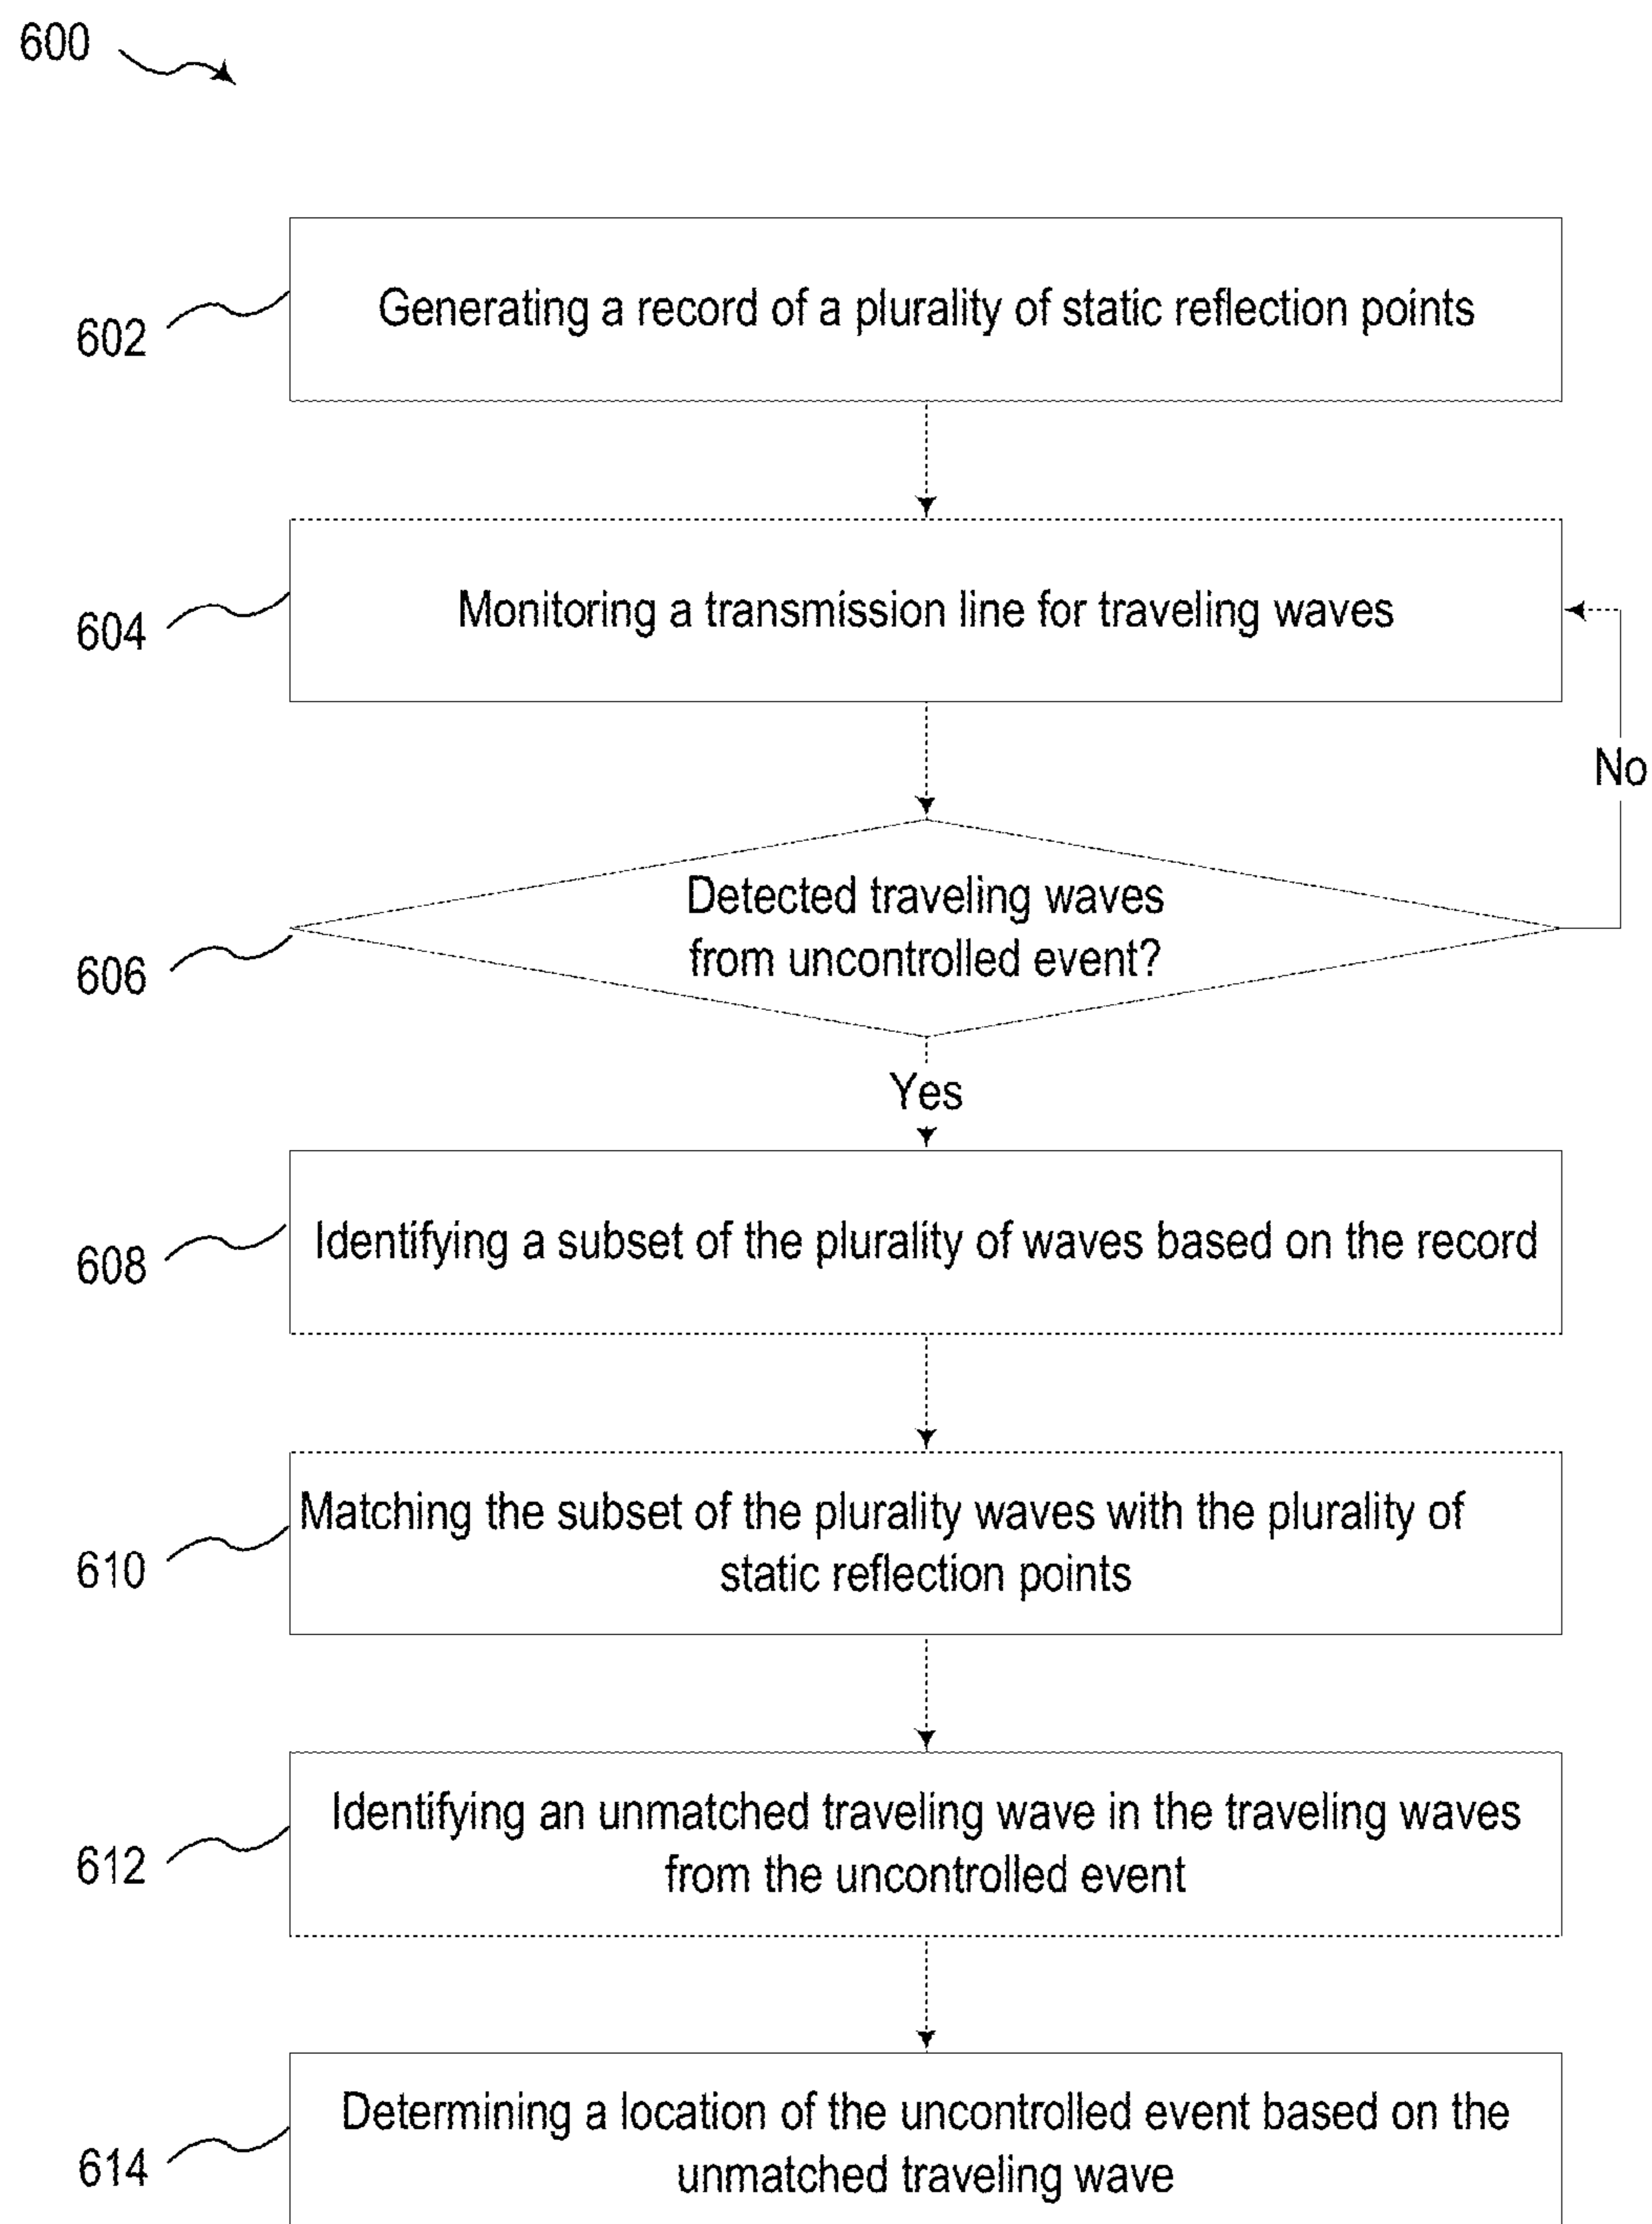 600
602
Generating a record of a plurality of static reflection points
604
Monitoring a transmission line for traveling waves
No
606
Detected traveling waves
from uncontrolled event?
Yes
608
Identifying a subset of the plurality of waves based on the record
610
Matching the subset of the plurality waves with the plurality of
static reflection points
612
Identifying an unmatched traveling wave in the traveling waves
from the uncontrolled event
614
Determining a location of the uncontrolled event based on the
unmatched traveling wave